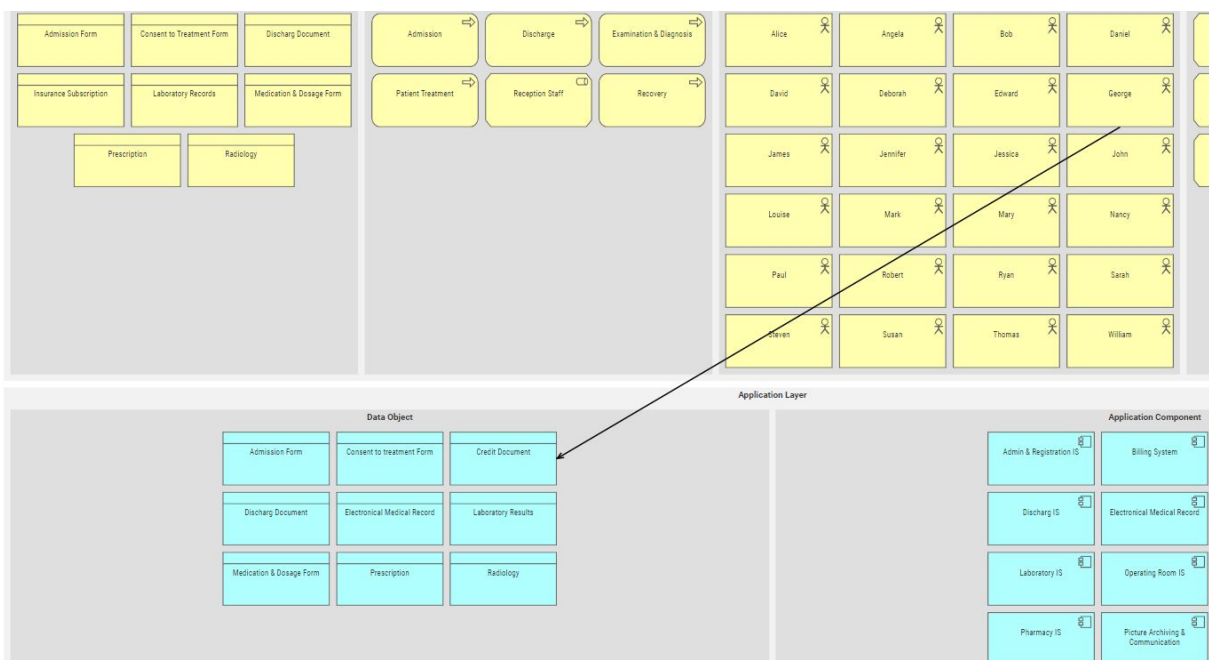 Admission Form
Consent to Treatment Form
Discharg Document
Admission
Discharge
Examination & Diagnosis
Alice
Angela
Bob
Daniel
Insurance Subscription
Laboratory Records
Medication & Dosage Form
Patient Treatment
Reception Staff
Recovery
David
Deborah
Edward
George
Prescription
Radiology
James
Jennifer
Jessica
John
Louise
Mark
Mary
Nancy
Paul
Robert
Ryan
Sarah
Steven
Susan
Thomas
William
Application Layer
Data Object
Application Component
Admission Form
Consent to treatment Form
Credit Document
Admin & Registration IS
Billing System
Discharg Document
Electronical Medical Record
Laboratory Results
Discharg IS
Electronical Medical Record
Medication & Dosage Form
Prescription
Radiology
Laboratory IS
Operating Room IS
Pharmacy IS
Picture Archiving &
Communication